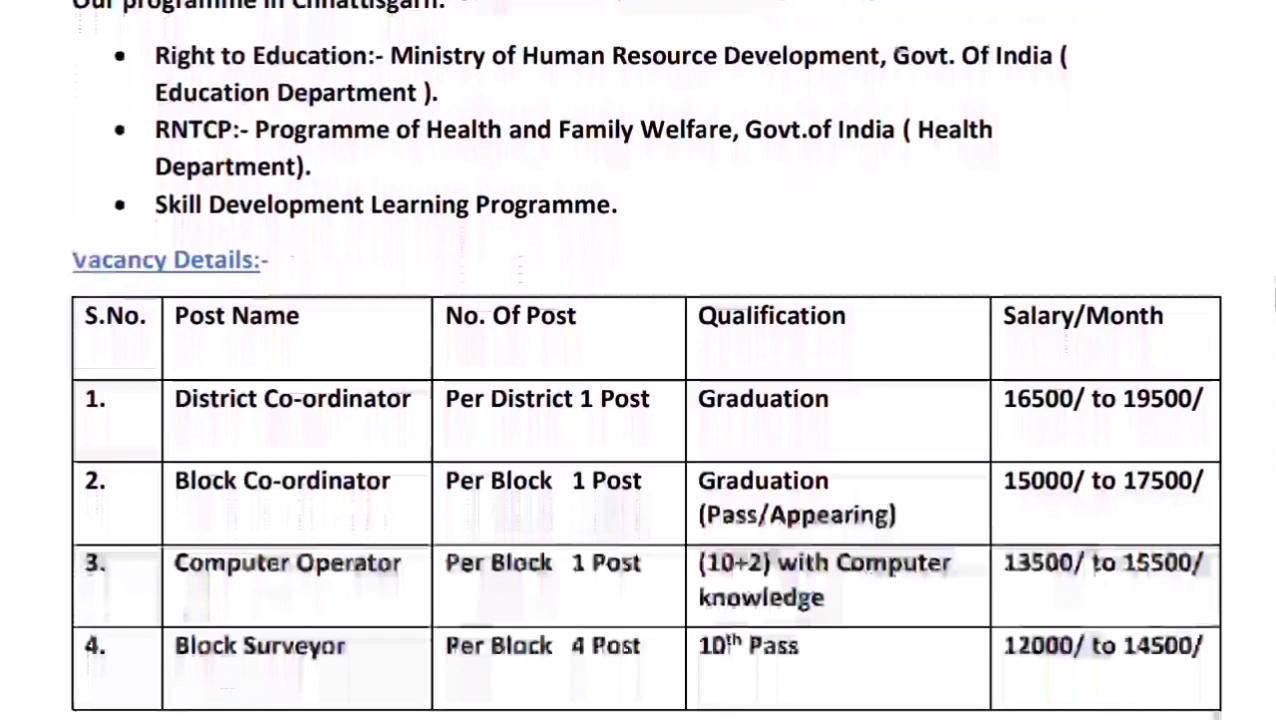 Our programme in Chhattisgarh.
• Right to Education:- Ministry of Human Resource Development, Govt. Of India (
Education Department ).
• RNTCP:- Programme of Health and Family Welfare, Govt.of India ( Health
Department).
• Skill Development Learning Programme.
Vacancy Details:-
S.No. Post Name No. Of Post Qualification Salary/Month
1. District Co-ordinator Per District 1 Post Graduation 16500/ to 19500/
2. Block Co-ordinator Per Block 1 Post Graduation 15000/ to 17500/
(Pass/Appearing)
3. Computer Operator Per Block 1 Post (10+2) with Computer 13500/ to 15500/
knowledge
4. Block Surveyor Per Block 4 Post 10th Pass 12000/ to 14500/